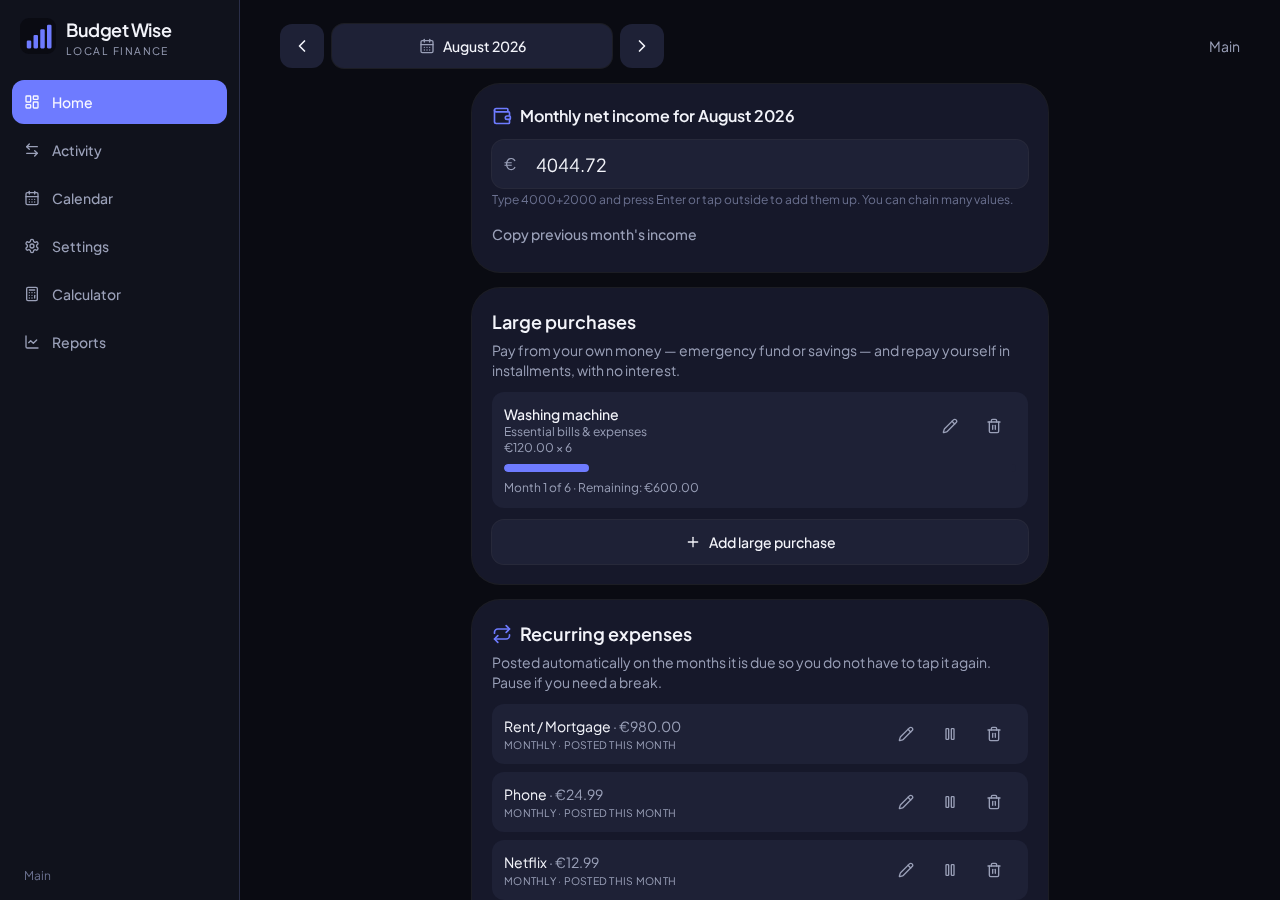 BudgetWise
LOCAL FINANCE
Home
Activity
Calendar
Settings
Calculator
Reports
Main
August 2026
Main
Monthly net income for August 2026
€ 4044.72
Type 4000+2000 and press Enter or tap outside to add them up. You can chain many values.
Copy previous month's income
Large purchases
Pay from your own money — emergency fund or savings — and repay yourself in
installments, with no interest.
Washing machine
Essential bills & expenses
€120.00 × 6
Month 1 of 6 · Remaining: €600.00
Add large purchase
Recurring expenses
Posted automatically on the months it is due so you do not have to tap it again.
Pause if you need a break.
Rent / Mortgage · €980.00
MONTHLY · POSTED THIS MONTH
Phone · €24.99
MONTHLY · POSTED THIS MONTH
Netflix · €12.99
MONTHLY · POSTED THIS MONTH